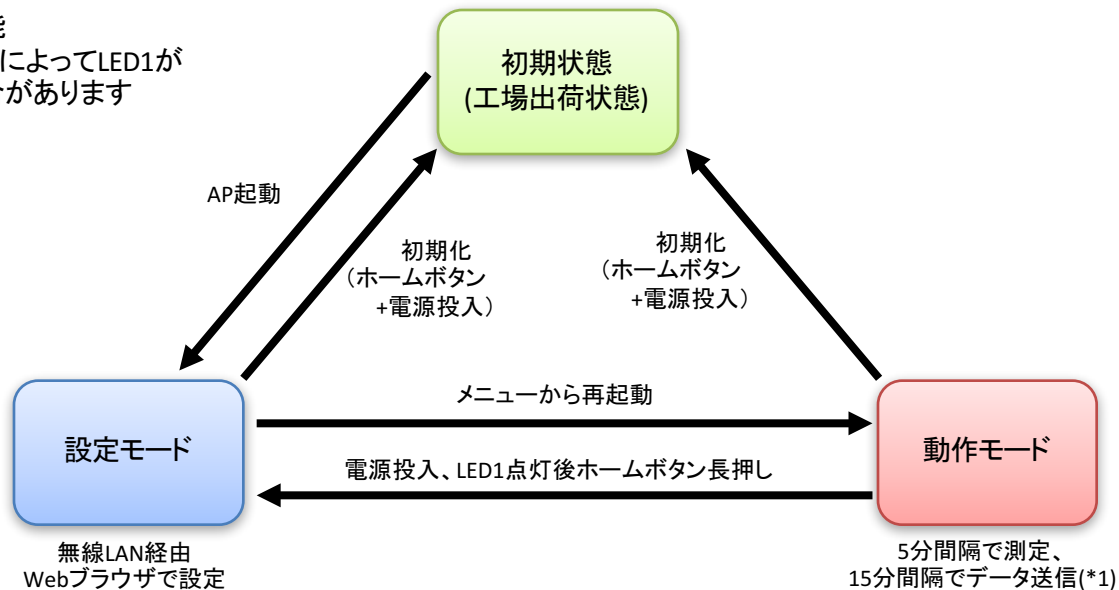 によってLED1が
があります
初期状態
(工場出荷状態)
AP起動
初期化
（ホームボタン
+電源投入）
初期化
（ホームボタン
+電源投入）
メニューから再起動
設定モード
動作モード
電源投入、LED1点灯後ホームボタン長押し
無線LAN経由
Webブラウザで設定
5分間隔で測定、
15分間隔でデータ送信(*1)